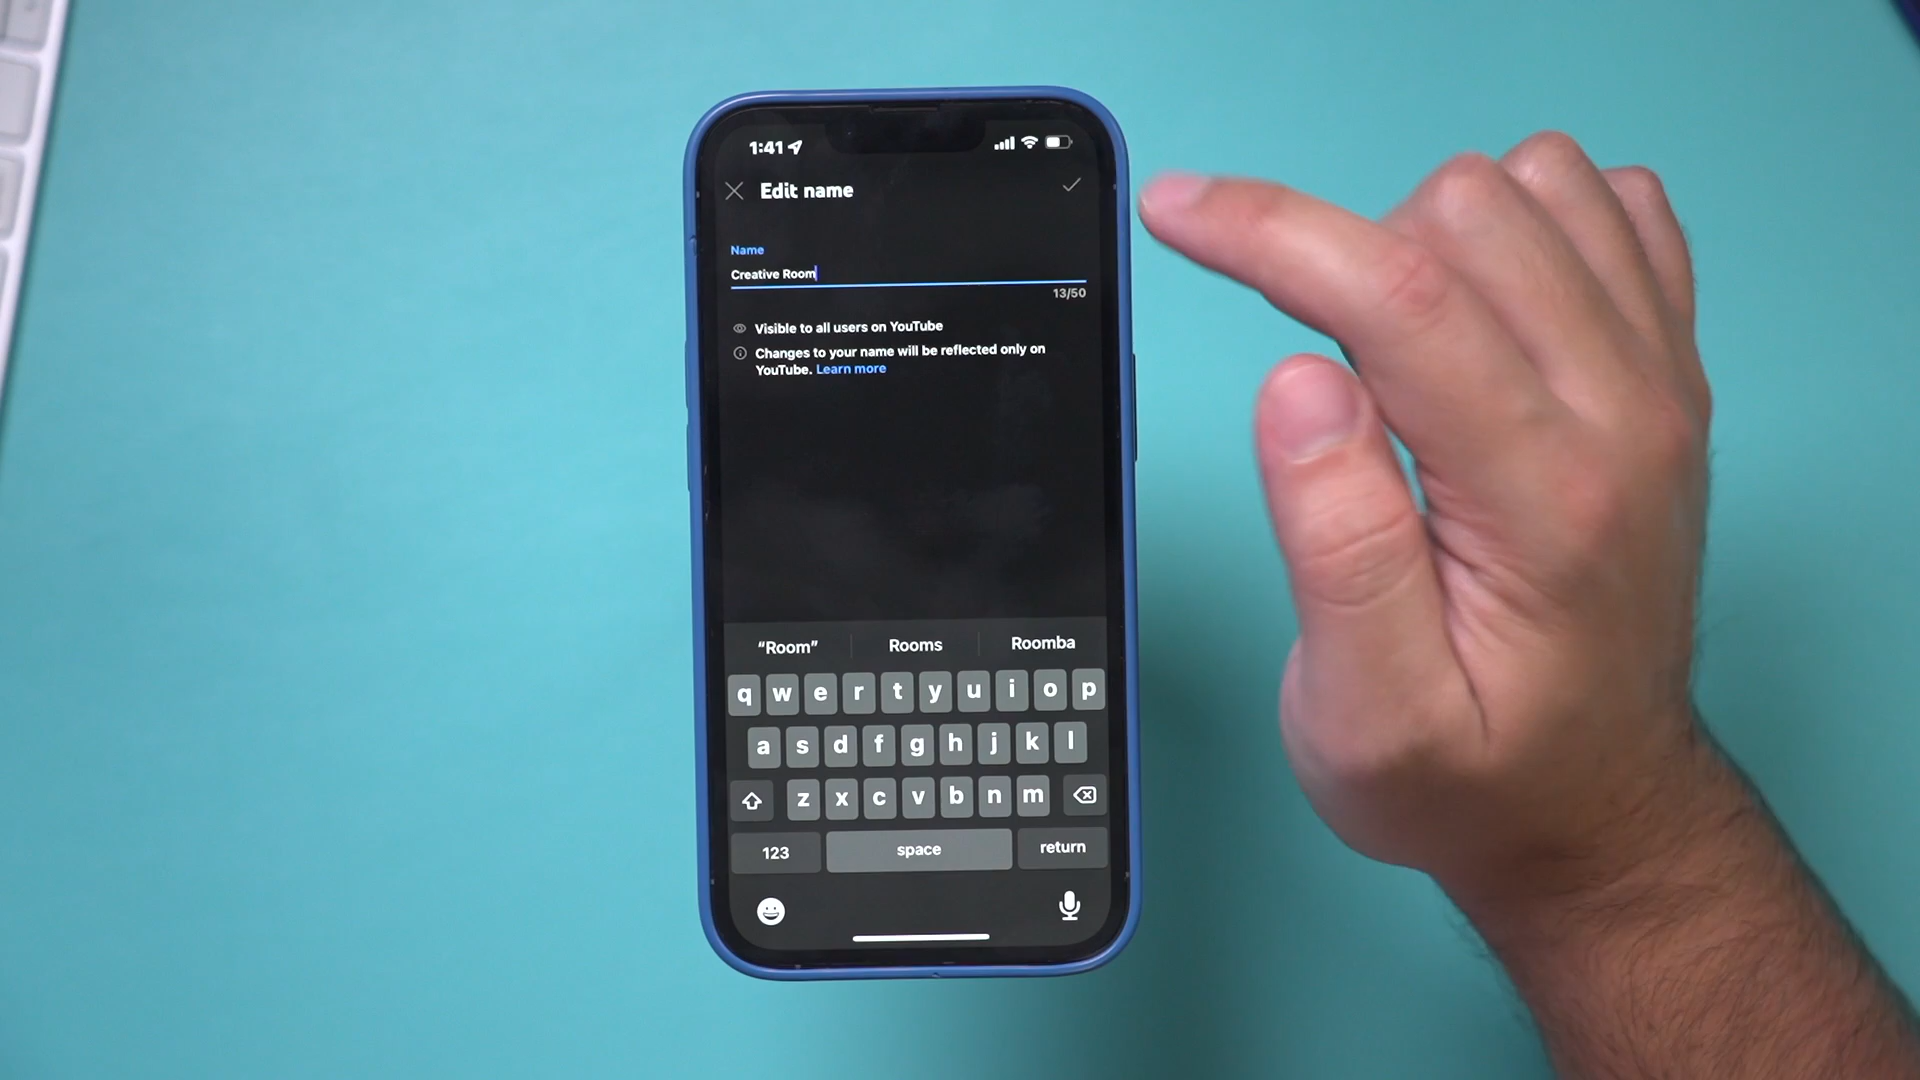 1:41
Edit name
Name
Creative Room
13/50
Visible to all users on YouTube
Changes to your name will be reflected only on
YouTube. Learn more
“Room” Rooms Roomba
q w e r t y u i o p
a s d f g h j k l
z x c v b n m
123 space return